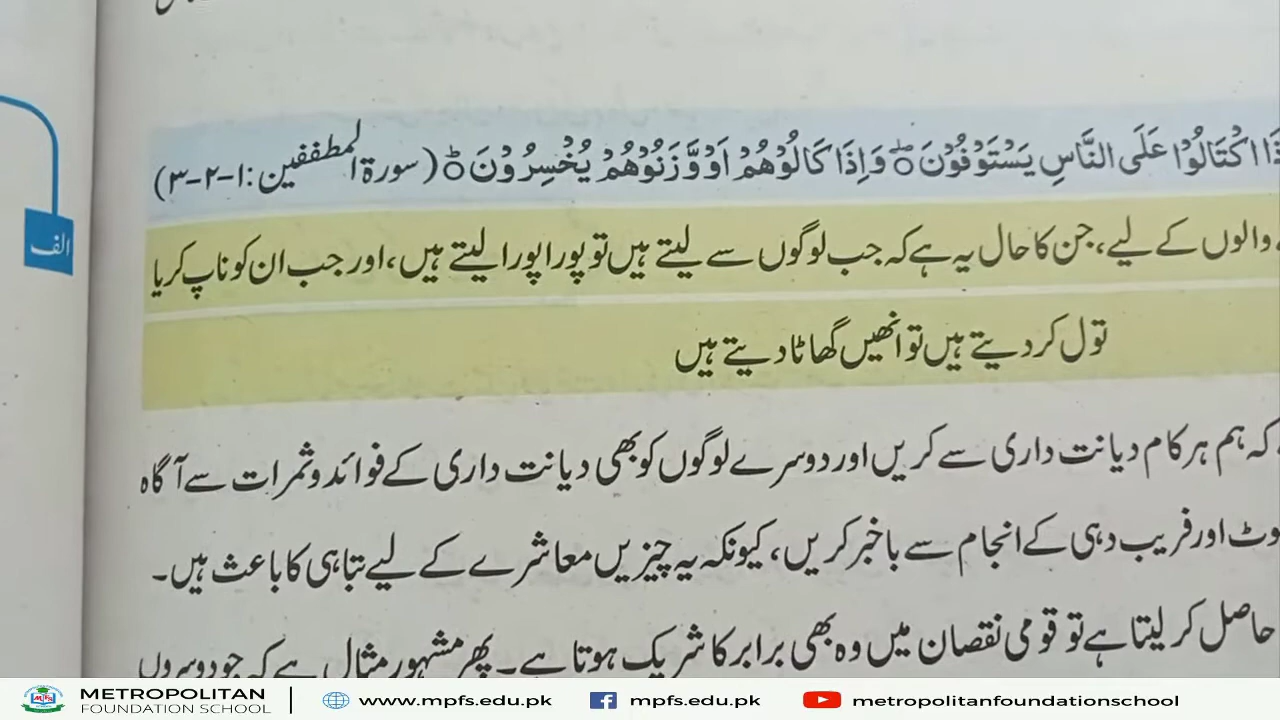 اكْتَالُوْا عَلَى النَّاسِ يَسْتَوْفُوْنَ ۖ وَاِذَا كَالُوْهُمْ اَوْ وَّزَنُوْهُمْ يُخْسِرُوْنَ ۖ (سورۃ المطففین:۱-۲-۳)
والوں کے لیے، جن کا حال یہ ہے کہ جب لوگوں سے لیتے ہیں تو پورا پورا لیتے ہیں، اور جب ان کو ناپ کر یا
الف
تول کر دیتے ہیں تو انھیں گھاٹا دیتے ہیں
کہ ہم ہر کام دیانت داری سے کریں اور دوسرے لوگوں کو بھی دیانت داری کے فوائد و ثمرات سے آگاہ
اور فریب دہی کے انجام سے باخبر کریں، کیونکہ یہ چیزیں معاشرے کے لیے تباہی کا باعث ہیں۔
حاصل کر لیتا ہے تو قومی نقصان میں وہ بھی برابر کا شریک ہوتا ہے۔ پھر مشہور مثال ہے کہ جو دوسروں
METROPOLITAN
FOUNDATION SCHOOL
www.mpfs.edu.pk
mpfs.edu.pk
metropolitanfoundationschool